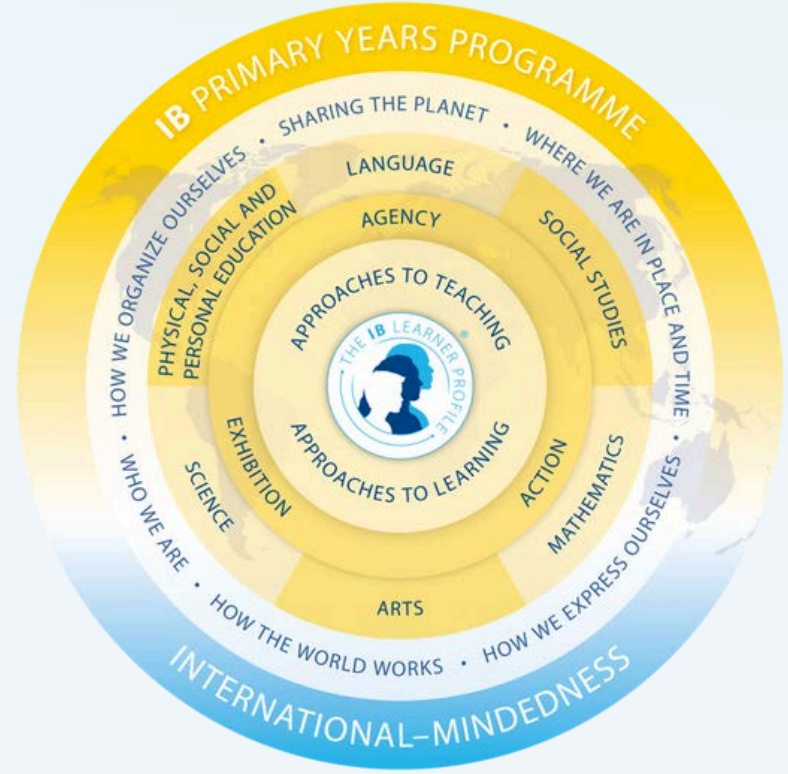 IB PRIMARY YEARS PROGRAMME
SHARING THE PLANET •
WHERE WE ARE IN PLACE AND TIME •
HOW WE EXPRESS OURSELVES •
HOW THE WORLD WORKS •
WHO WE ARE •
HOW WE ORGANIZE OURSELVES •
LANGUAGE
SOCIAL STUDIES
MATHEMATICS
ARTS
SCIENCE
PHYSICAL, SOCIAL AND
PERSONAL EDUCATION
AGENCY
ACTION
EXHIBITION
APPROACHES TO TEACHING
THE IB LEARNER PROFILE ®
APPROACHES TO LEARNING
INTERNATIONAL–MINDEDNESS